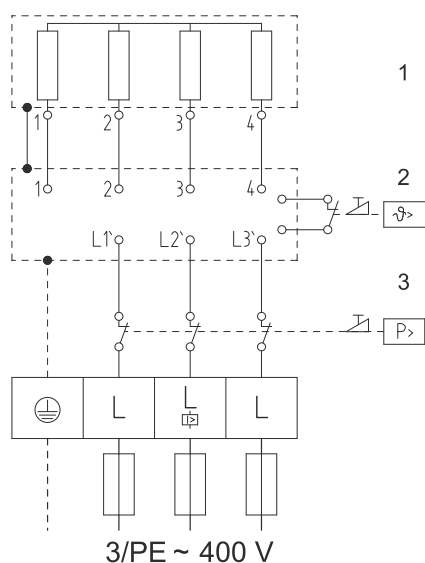 1
1 2 3 4
2
1 2 3 4
ϑ>
L1` L2` L3`
3
P>
L L L
I>
3/PE ~ 400 V